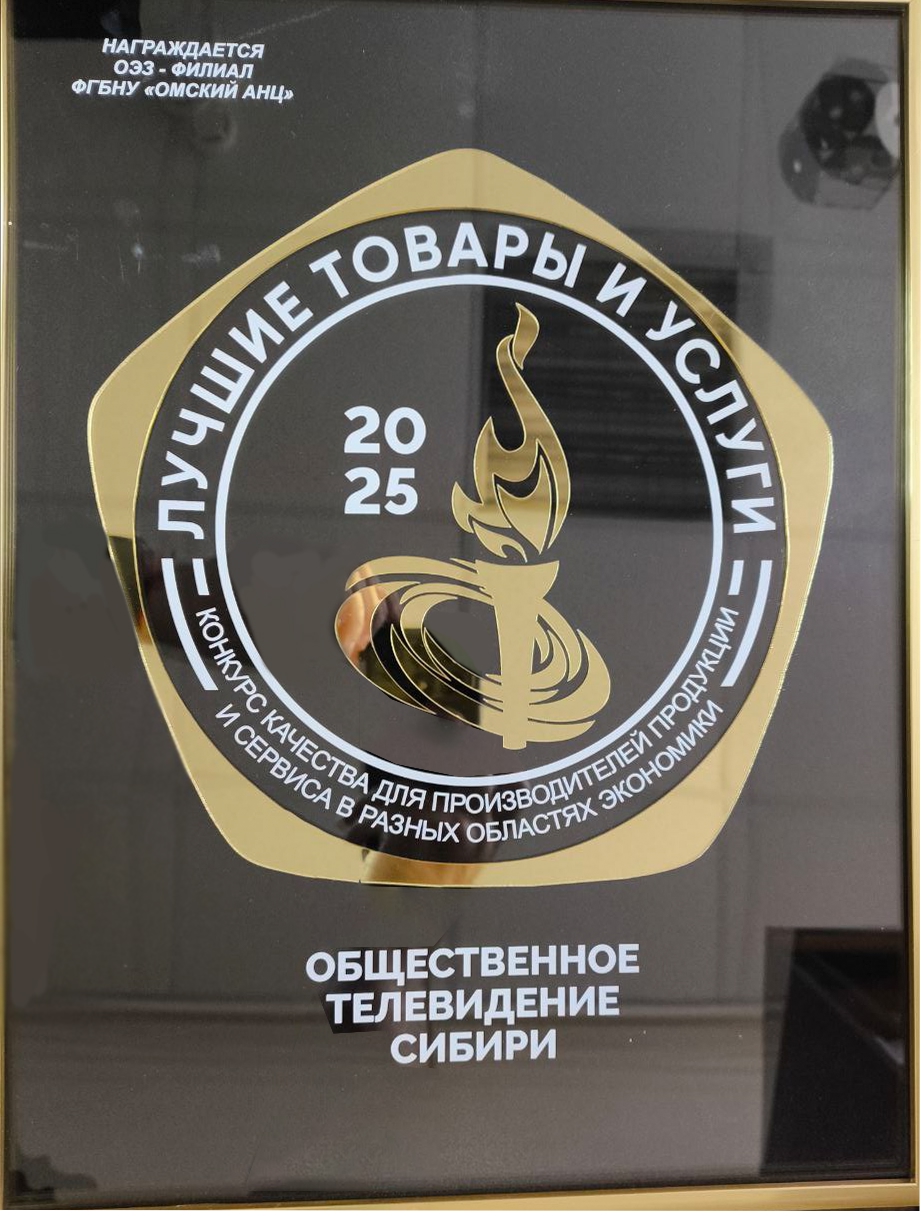 НАГРАЖДАЕТСЯ
ОЭЗ - ФИЛИАЛ
ФГБНУ «ОМСКИЙ АНЦ»
ЛУЧШИЕ ТОВАРЫ И УСЛУГИ
20
25
КОНКУРС КАЧЕСТВА ДЛЯ ПРОИЗВОДИТЕЛЕЙ ПРОДУКЦИИ
И СЕРВИСА В РАЗНЫХ ОБЛАСТЯХ ЭКОНОМИКИ
ОБЩЕСТВЕННОЕ
ТЕЛЕВИДЕНИЕ
СИБИРИ